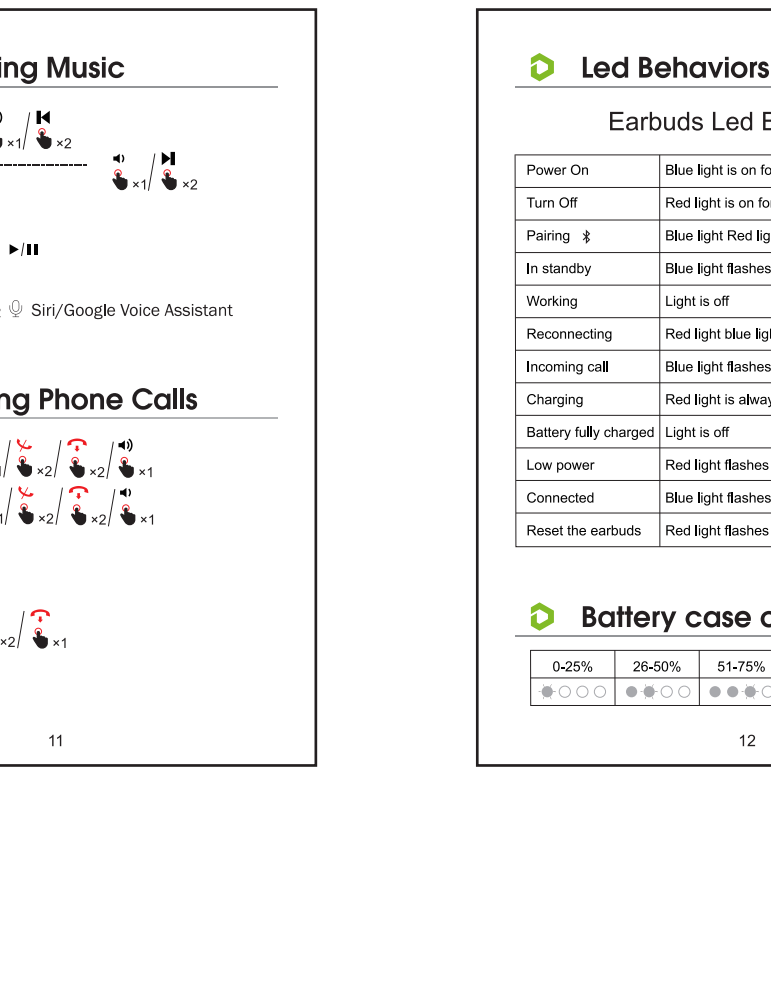 ing Music
×1/ ×2
×1/ ×2
Siri/Google Voice Assistant
ng Phone Calls
/ ×2/ ×2/ ×1
/ ×2/ ×2/ ×1
×2/ ×1
11
Led Behaviors
Earbuds Led B
Power On Blue light is on fo
Turn Off Red light is on for
Pairing Blue light Red lig
In standby Blue light flashes
Working Light is off
Reconnecting Red light blue ligh
Incoming call Blue light flashes
Charging Red light is alway
Battery fully charged Light is off
Low power Red light flashes
Connected Blue light flashes
Reset the earbuds Red light flashes
Battery case c
0-25% 26-50% 51-75%
12